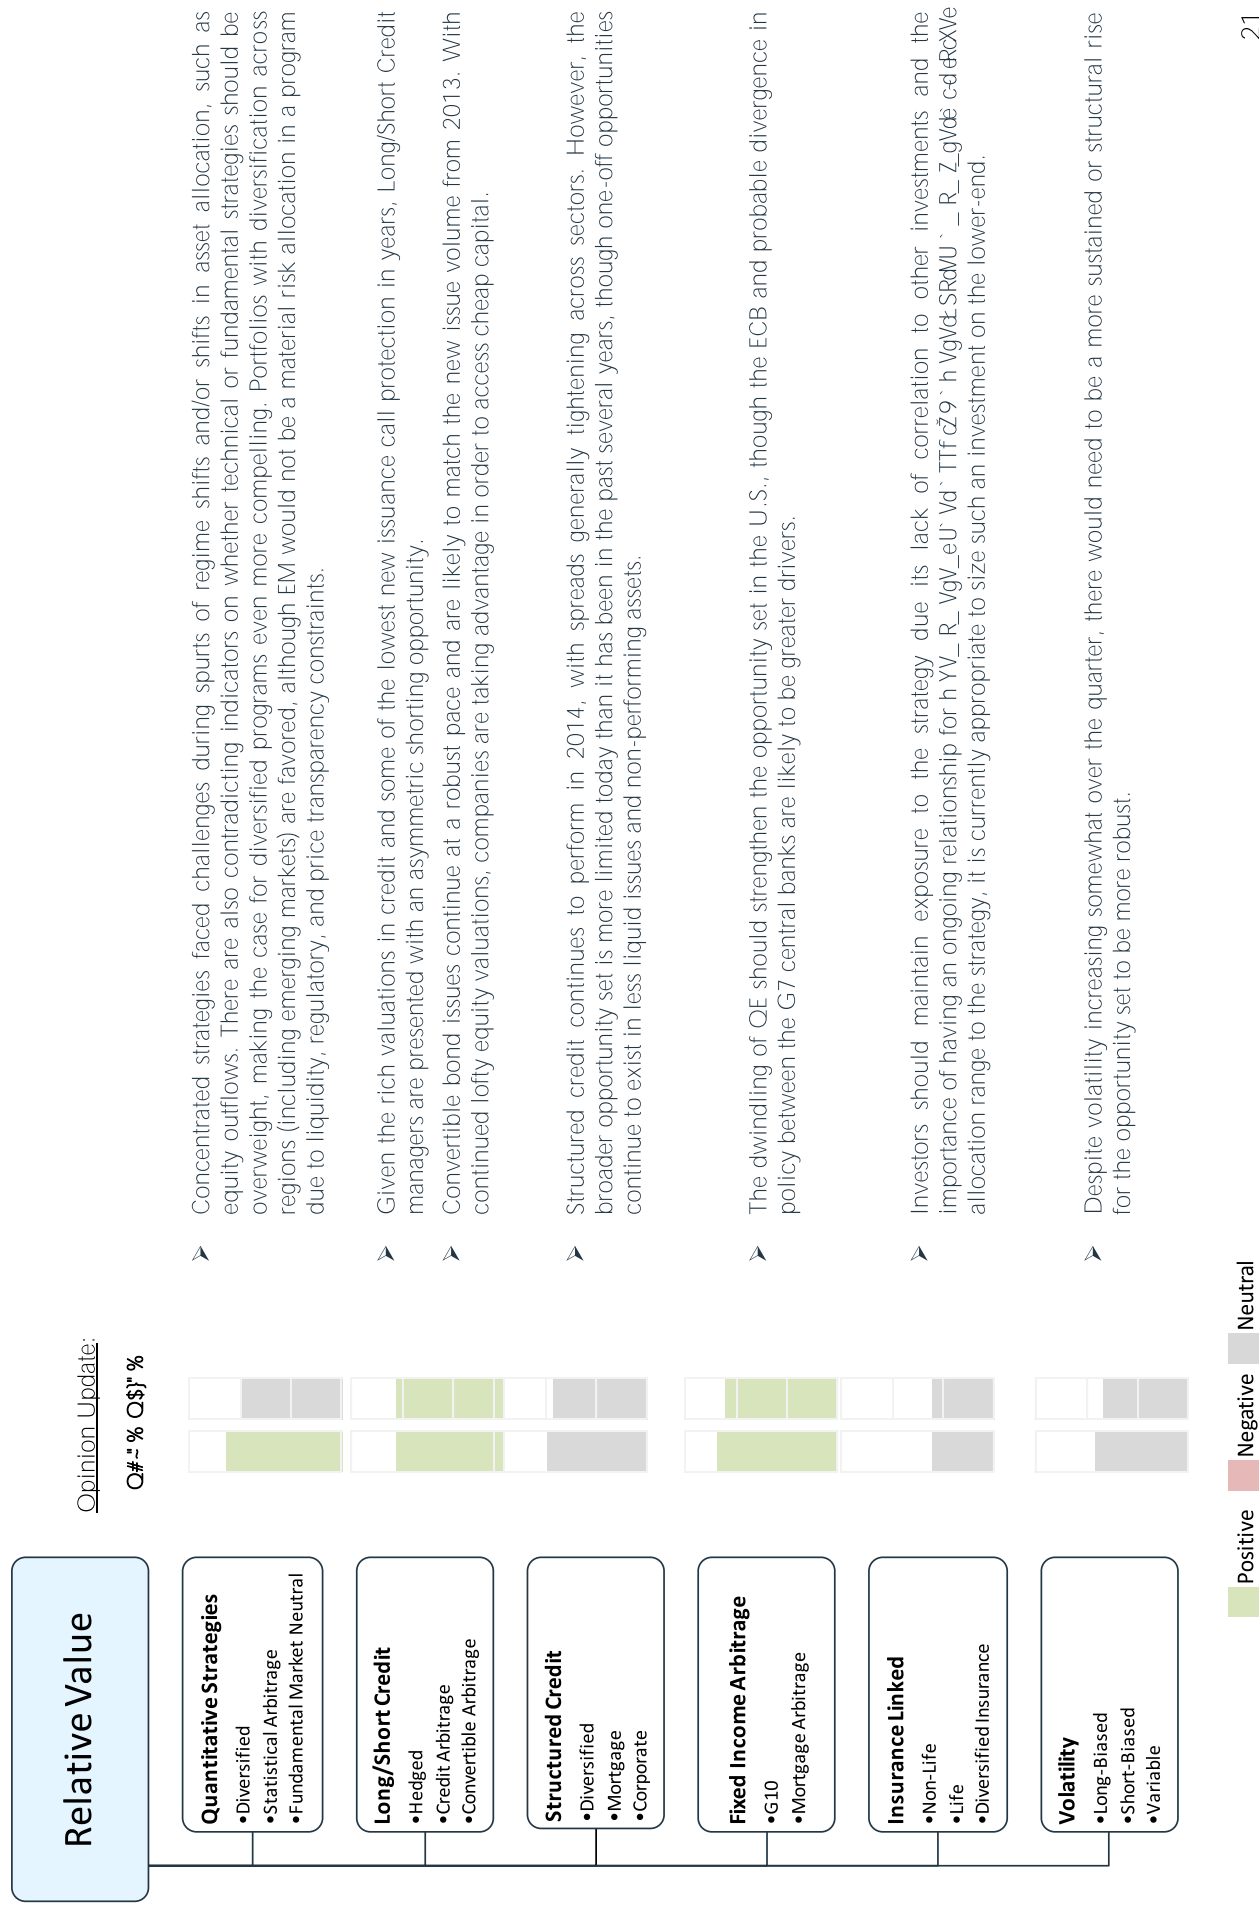 Relative Value
Opinion Update:
Q#~"% Q$}"%
Quantitative Strategies
•Diversified
•Statistical Arbitrage
•Fundamental Market Neutral
Concentrated strategies faced challenges during spurts of regime shifts and/or shifts in asset allocation, such as
equity outflows. There are also contradicting indicators on whether technical or fundamental strategies should be
overweight, making the case for diversified programs even more compelling. Portfolios with diversification across
regions (including emerging markets) are favored, although EM would not be a material risk allocation in a program
due to liquidity, regulatory, and price transparency constraints.
Long/Short Credit
•Hedged
•Credit Arbitrage
•Convertible Arbitrage
Given the rich valuations in credit and some of the lowest new issuance call protection in years, Long/Short Credit
managers are presented with an asymmetric shorting opportunity.
Convertible bond issues continue at a robust pace and are likely to match the new issue volume from 2013. With
continued lofty equity valuations, companies are taking advantage in order to access cheap capital.
Structured Credit
•Diversified
•Mortgage
•Corporate
Structured credit continues to perform in 2014, with spreads generally tightening across sectors. However, the
broader opportunity set is more limited today than it has been in the past several years, though one-off opportunities
continue to exist in less liquid issues and non-performing assets.
Fixed Income Arbitrage
•G10
•Mortgage Arbitrage
The dwindling of QE should strengthen the opportunity set in the U.S., though the ECB and probable divergence in
policy between the G7 central banks are likely to be greater drivers.
Insurance Linked
•Non-Life
•Life
•Diversified Insurance
Investors should maintain exposure to the strategy due its lack of correlation to other investments and the
importance of having an ongoing relationship for
allocation range to the strategy, it is currently appropriate to size such an investment on the lower-end.
Volatility
•Long-Biased
•Short-Biased
•Variable
Despite volatility increasing somewhat over the quarter, there would need to be a more sustained or structural rise
for the opportunity set to be more robust.
Positive Negative Neutral
21